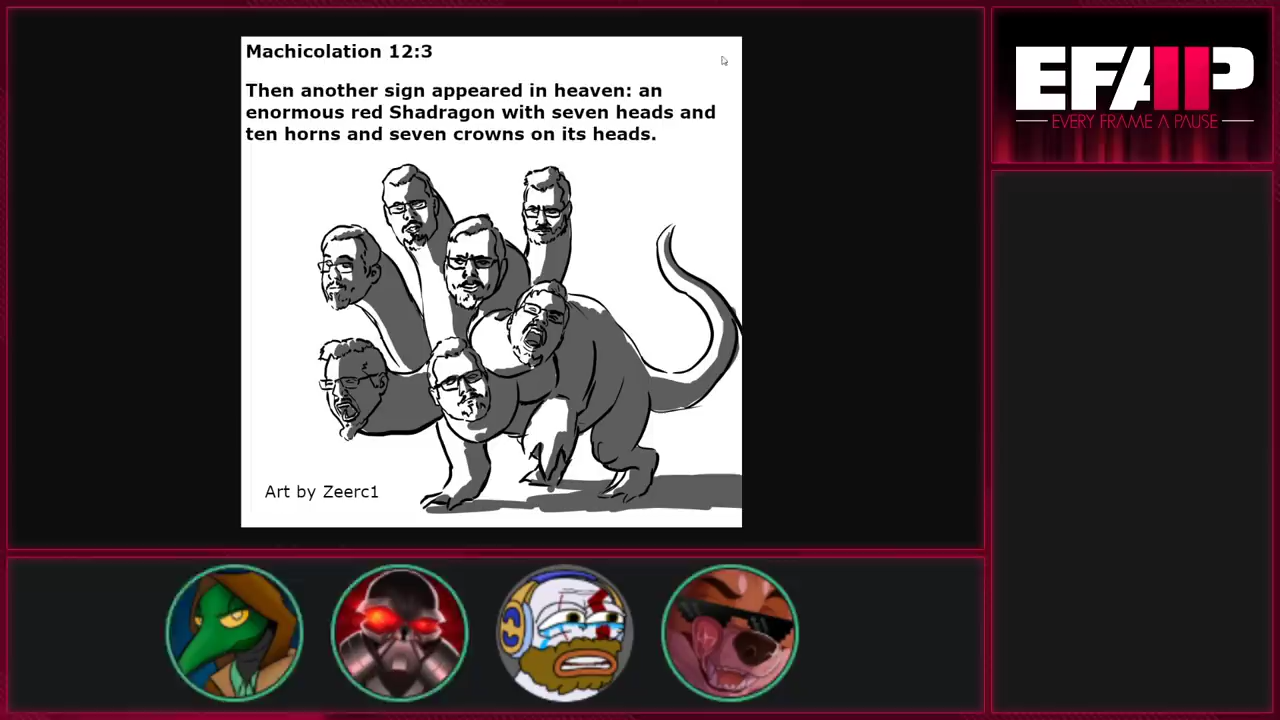 Machicolation 12:3
Then another sign appeared in heaven: an
enormous red Shadragon with seven heads and
ten horns and seven crowns on its heads.
Art by Zeerc1
EFAP
EVERY FRAME A PAUSE